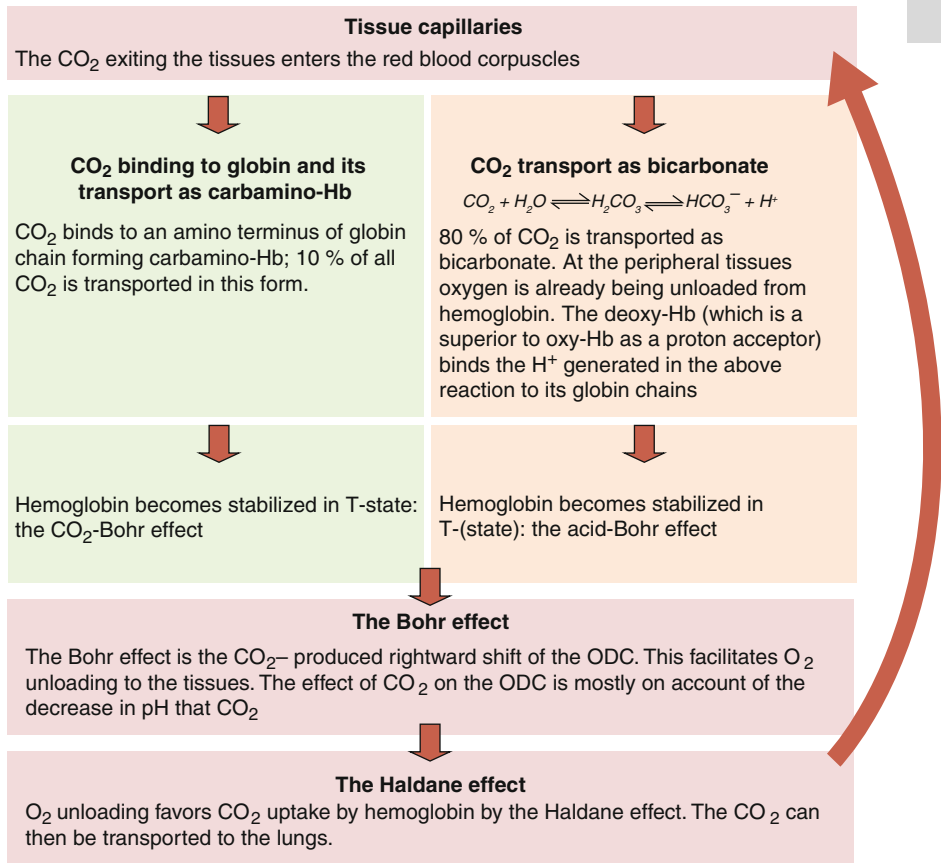 Tissue capillaries
The CO2 exiting the tissues enters the red blood corpuscles
CO2 binding to globin and its
transport as carbamino-Hb
CO2 binds to an amino terminus of globin
chain forming carbamino-Hb; 10 % of all
CO2 is transported in this form.
CO2 transport as bicarbonate
CO2 + H2O ⇌ H2CO3 ⇌ HCO3− + H+
80 % of CO2 is transported as
bicarbonate. At the peripheral tissues
oxygen is already being unloaded from
hemoglobin. The deoxy-Hb (which is a
superior to oxy-Hb as a proton acceptor)
binds the H+ generated in the above
reaction to its globin chains
Hemoglobin becomes stabilized in T-state:
the CO2-Bohr effect
Hemoglobin becomes stabilized in
T-(state): the acid-Bohr effect
The Bohr effect
The Bohr effect is the CO2– produced rightward shift of the ODC. This facilitates O2
unloading to the tissues. The effect of CO2 on the ODC is mostly on account of the
decrease in pH that CO2
The Haldane effect
O2 unloading favors CO2 uptake by hemoglobin by the Haldane effect. The CO2 can
then be transported to the lungs.